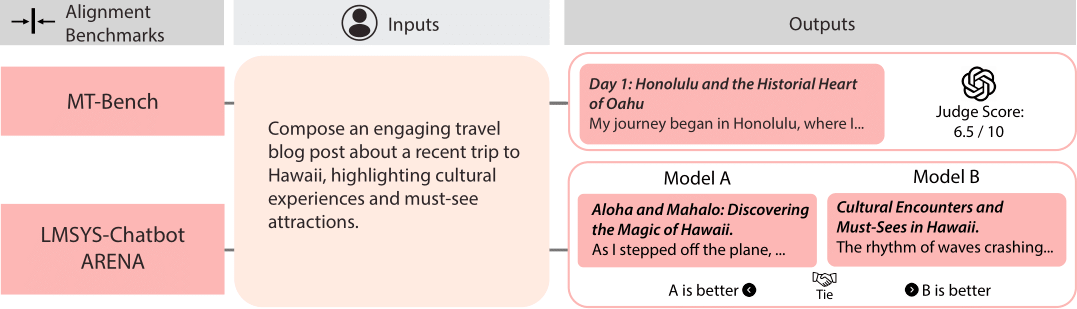 Alignment
Benchmarks
Inputs
Outputs
MT-Bench
LMSYS-Chatbot
ARENA
Compose an engaging travel
blog post about a recent trip to
Hawaii, highlighting cultural
experiences and must-see
attractions.
Day 1: Honolulu and the Historial Heart
of Oahu
My journey began in Honolulu, where I...
Judge Score:
6.5 / 10
Model A
Aloha and Mahalo: Discovering
the Magic of Hawaii.
As I stepped off the plane, ...
Model B
Cultural Encounters and
Must-Sees in Hawaii.
The rhythm of waves crashing...
A is better
Tie
B is better